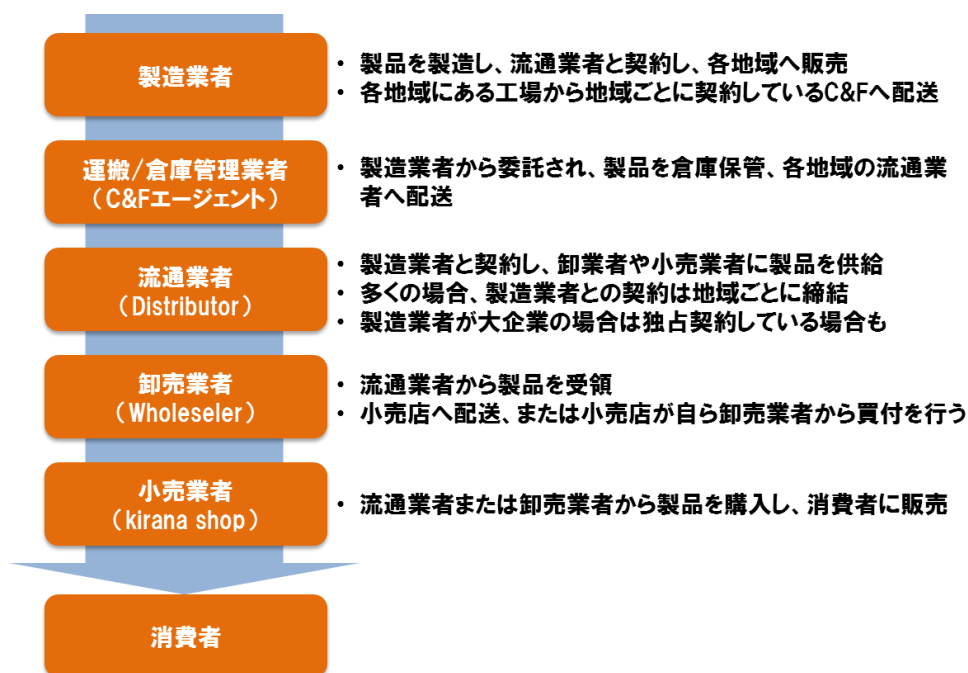 製造業者
・ 製品を製造し、流通業者と契約し、各地域へ販売
・ 各地域にある工場から地域ごとに契約しているC&Fへ配送
運搬/倉庫管理業者
（C&Fエージェント）
・ 製造業者から委託され、製品を倉庫保管、各地域の流通業
者へ配送
流通業者
（Distributor）
・ 製造業者と契約し、卸業者や小売業者に製品を供給
・ 多くの場合、製造業者との契約は地域ごとに締結
・ 製造業者が大企業の場合は独占契約している場合も
卸売業者
（Wholeseler）
・ 流通業者から製品を受領
・ 小売店へ配送、または小売店が自ら卸売業者から買付を行う
小売業者
（kirana shop）
・ 流通業者または卸売業者から製品を購入し、消費者に販売
消費者